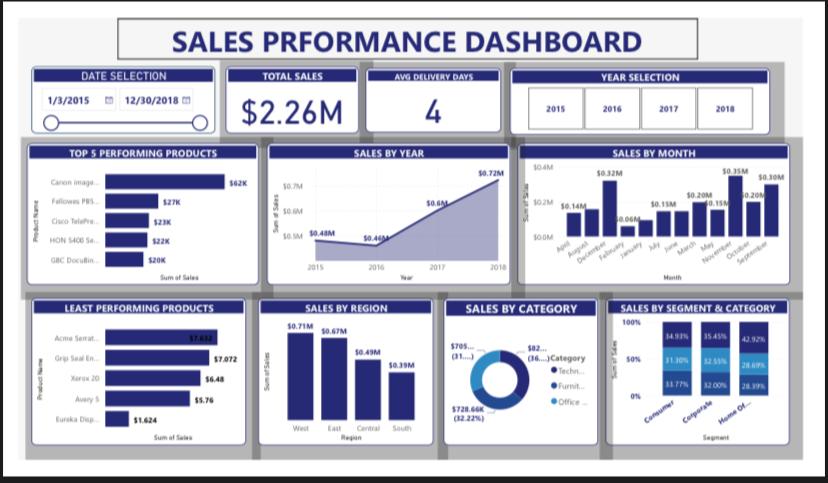 SALES PRFORMANCE DASHBOARD
DATE SELECTION
1/3/2015 12/30/2018
TOTAL SALES
$2.26M
AVG DELIVERY DAYS
4
YEAR SELECTION
2015 2016 2017 2018
TOP 5 PERFORMING PRODUCTS
Product Name
Canon image... $62K
Fellowes PB5... $27K
Cisco TelePre... $23K
HON 5400 Se... $22K
GBC DocuBin... $20K
Sum of Sales
SALES BY YEAR
Sum of Sales
$0.7M
$0.6M
$0.5M
$0.48M
$0.46M
$0.6M
$0.72M
2015 2016 2017 2018
Year
SALES BY MONTH
Sum of Sales
$0.4M
$0.2M
$0.0M
$0.14M
$0.32M
$0.06M
$0.15M
$0.20M
$0.15M
$0.35M
$0.20M
$0.30M
April August December February January July June March May November October September
Month
LEAST PERFORMING PRODUCTS
Product Name
Acme Serrat...
Grip Seal En... $7.072
Xerox 20 $6.48
Avery 5 $5.76
Eureka Disp... $1.624
Sum of Sales
SALES BY REGION
Sum of Sales
$0.71M
$0.67M
$0.49M
$0.39M
West East Central South
Region
SALES BY CATEGORY
$705...
(31....)
$82...
(36....)
$728.66K
(32.22%)
Category
Techn...
Furnit...
Office ...
SALES BY SEGMENT & CATEGORY
Sum of Sales
100%
50%
0%
34.93% 35.45% 42.92%
31.30% 32.55% 28.69%
33.77% 32.00% 28.39%
Consumer Corporate Home Of...
Segment